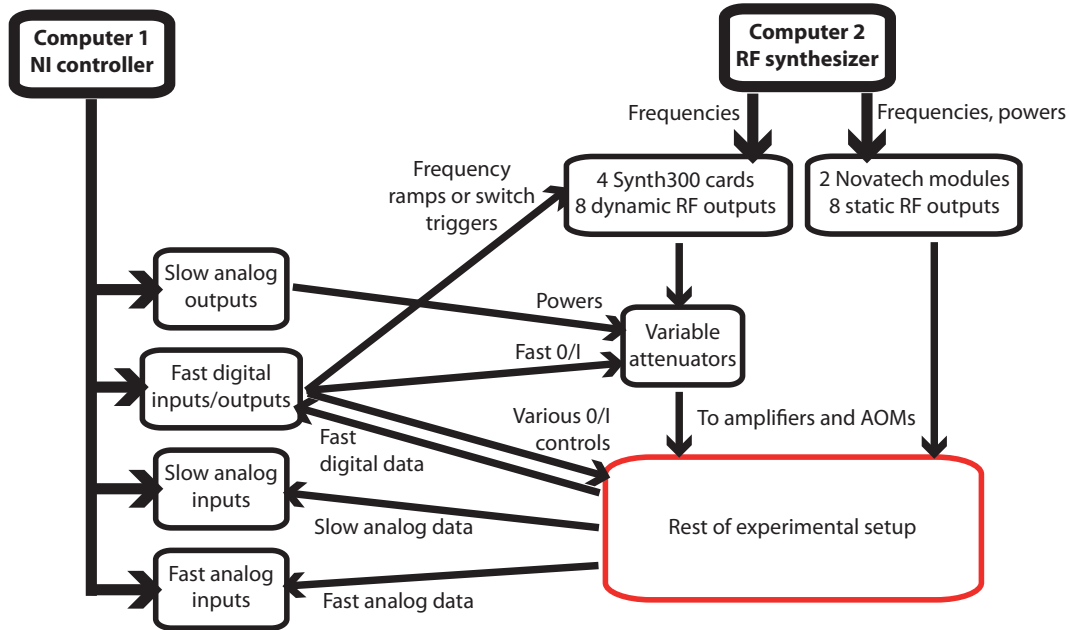 Computer 1
NI controller
Computer 2
RF synthesizer
Frequencies
Frequencies, powers
Frequency
ramps or switch
triggers
4 Synth300 cards
8 dynamic RF outputs
2 Novatech modules
8 static RF outputs
Slow analog
outputs
Powers
Variable
attenuators
Fast 0/I
Fast digital
inputs/outputs
Various 0/I
controls
To amplifiers and AOMs
Fast
digital data
Slow analog
inputs
Slow analog data
Rest of experimental setup
Fast analog
inputs
Fast analog data